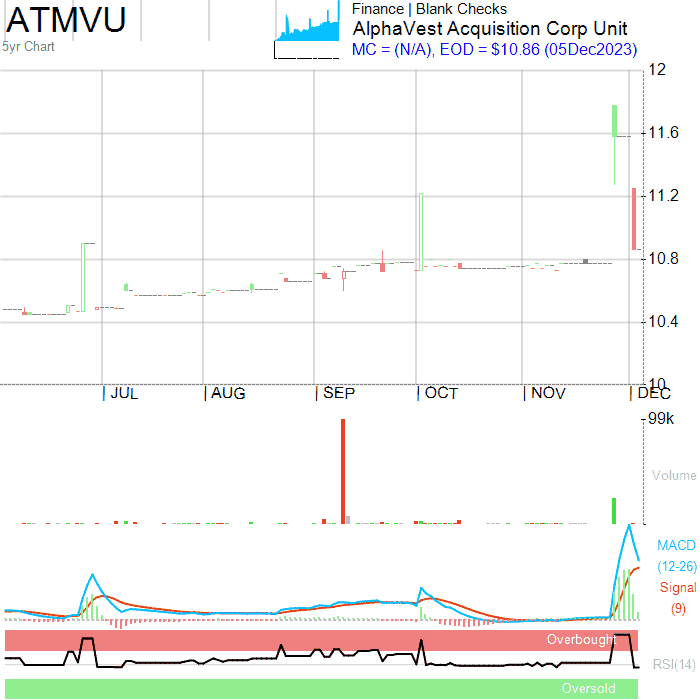 ATMVU
5yr Chart
Finance | Blank Checks
AlphaVest Acquisition Corp Unit
MC = (N/A), EOD = $10.86 (05Dec2023)
12
11.6
11.2
10.8
10.4
10
| JUL | AUG | SEP | OCT | NOV | DEC
99k
Volume
MACD
(12-26)
Signal
(9)
Overbought
RSI(14)
Oversold